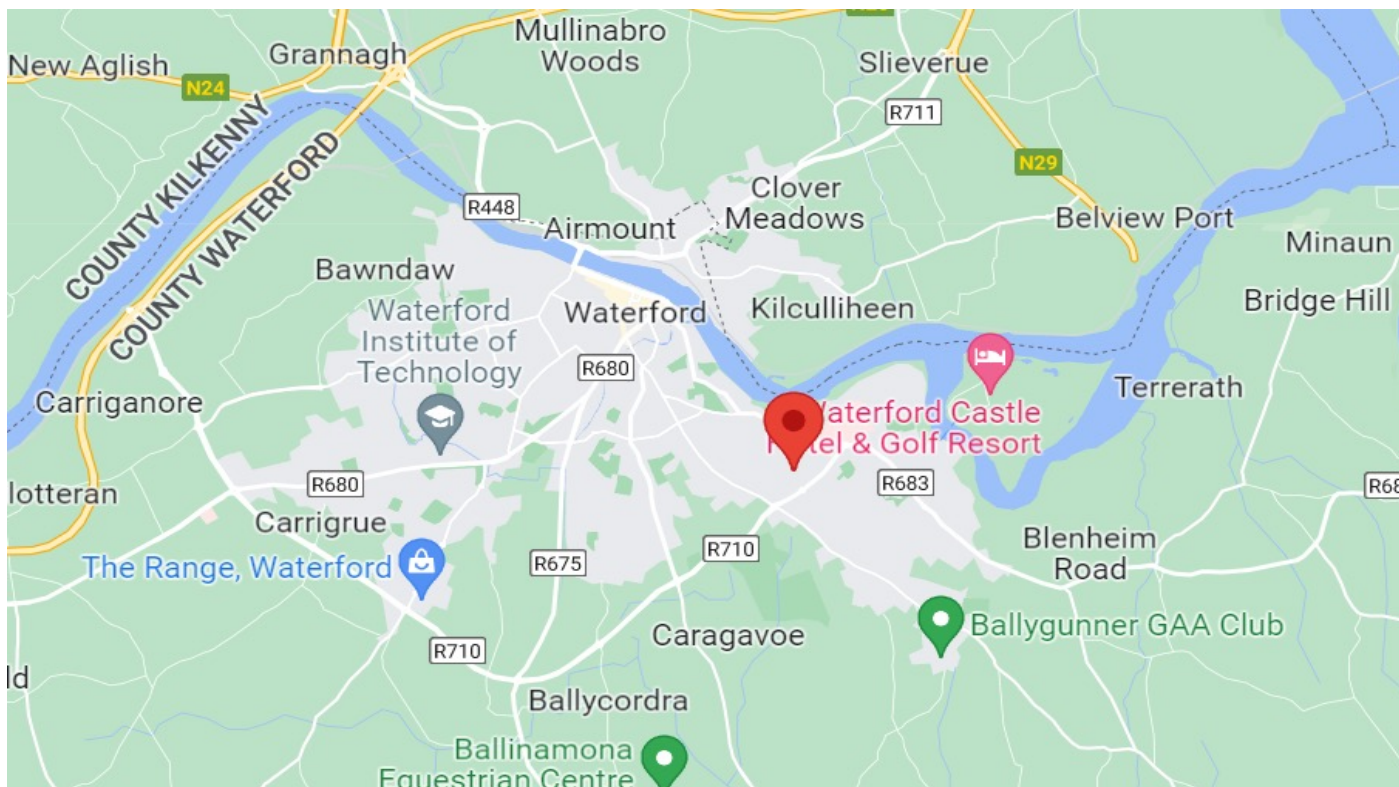 Mullinabro
Woods
Grannagh
New Aglish
Slieverue
N24
R711
N29
COUNTY KILKENNY
COUNTY WATERFORD
Clover
Meadows
R448
Airmount
Belview Port
Minaun
Bawndaw
Waterford
Institute of
Technology
Waterford
Kilculliheen
Bridge Hill
R680
Terrerath
Carriganore
Waterford Castle
Hotel & Golf Resort
R680
R683
lotteran
Carrigrue
R710
Blenheim
Road
The Range, Waterford
R675
Caragavoe
Ballygunner GAA Club
R710
ld
Ballycordra
Ballinamona
Equestrian Centre